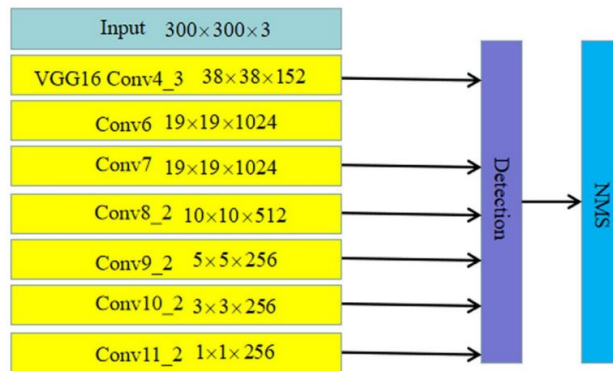 Input 300×300×3
VGG16 Conv4_3 38×38×152
Conv6 19×19×1024
Conv7 19×19×1024
Conv8_2 10×10×512
Conv9_2 5×5×256
Conv10_2 3×3×256
Conv11_2 1×1×256
Detection
NMS